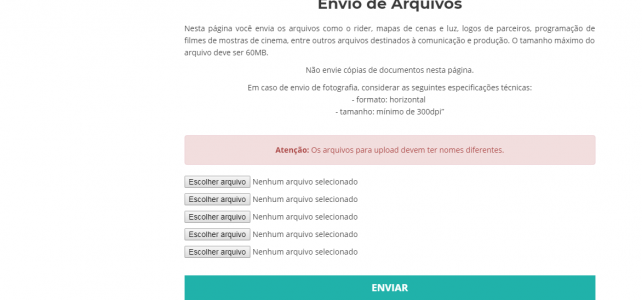 Envio de Arquivos
Nesta página você envia os arquivos como o rider, mapas de cenas e luz, logos de parceiros, programação de
filmes de mostras de cinema, entre outros arquivos destinados à comunicação e produção. O tamanho máximo do
arquivo deve ser 60MB.
Não envie cópias de documentos nesta página.
Em caso de envio de fotografia, considerar as seguintes especificações técnicas:
- formato: horizontal
- tamanho: mínimo de 300dpi"
Atenção: Os arquivos para upload devem ter nomes diferentes.
Escolher arquivo Nenhum arquivo selecionado
Escolher arquivo Nenhum arquivo selecionado
Escolher arquivo Nenhum arquivo selecionado
Escolher arquivo Nenhum arquivo selecionado
Escolher arquivo Nenhum arquivo selecionado
ENVIAR